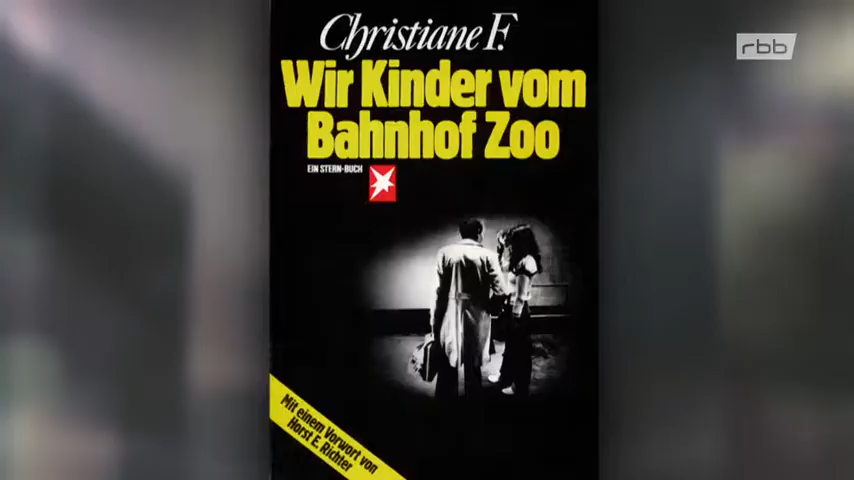 Christiane F.
Wir Kinder vom
Bahnhof Zoo
EIN STERN-BUCH
Mit einem Vorwort von
Horst E. Richter
rbb